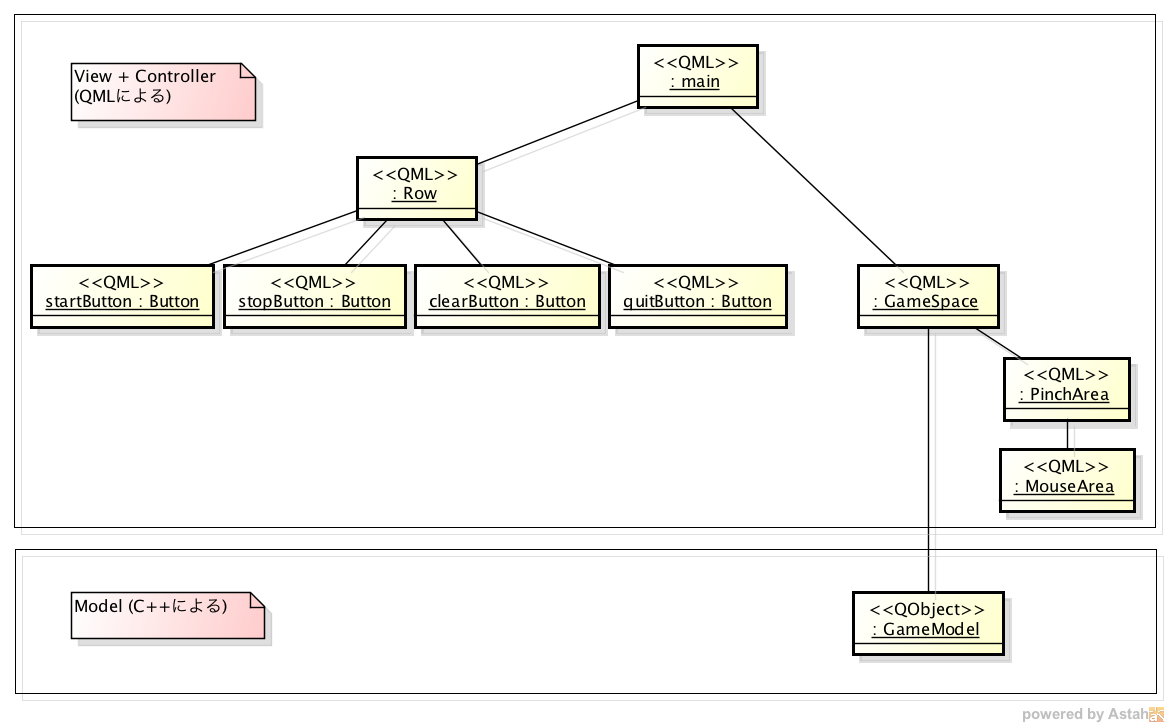 View + Controller
(QMLによる)
<<QML>>
: main
<<QML>>
: Row
<<QML>>
startButton : Button
<<QML>>
stopButton : Button
<<QML>>
clearButton : Button
<<QML>>
quitButton : Button
<<QML>>
: GameSpace
<<QML>>
: PinchArea
<<QML>>
: MouseArea
Model (C++による)
<<QObject>>
: GameModel
powered by Astah